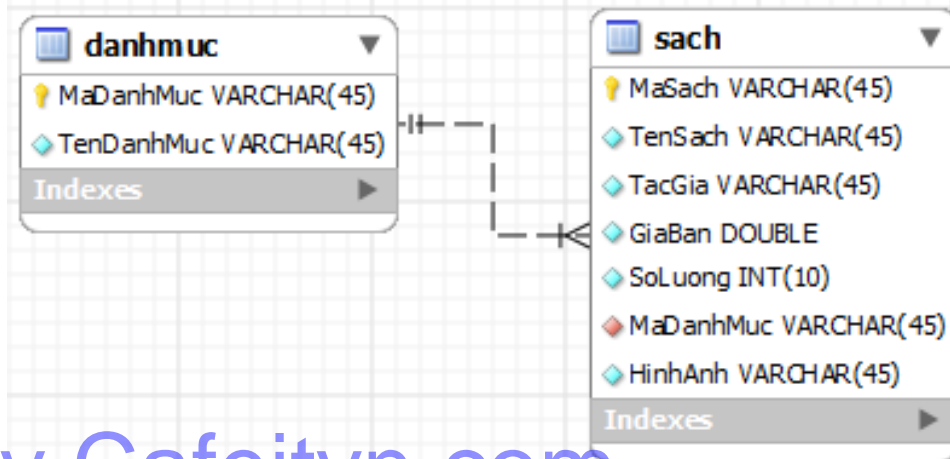 danhmuc
MaDanhMuc VARCHAR(45)
TenDanhMuc VARCHAR(45)
Indexes
sach
MaSach VARCHAR(45)
TenSach VARCHAR(45)
TacGia VARCHAR(45)
GiaBan DOUBLE
SoLuong INT(10)
MaDanhMuc VARCHAR(45)
HinhAnh VARCHAR(45)
Indexes